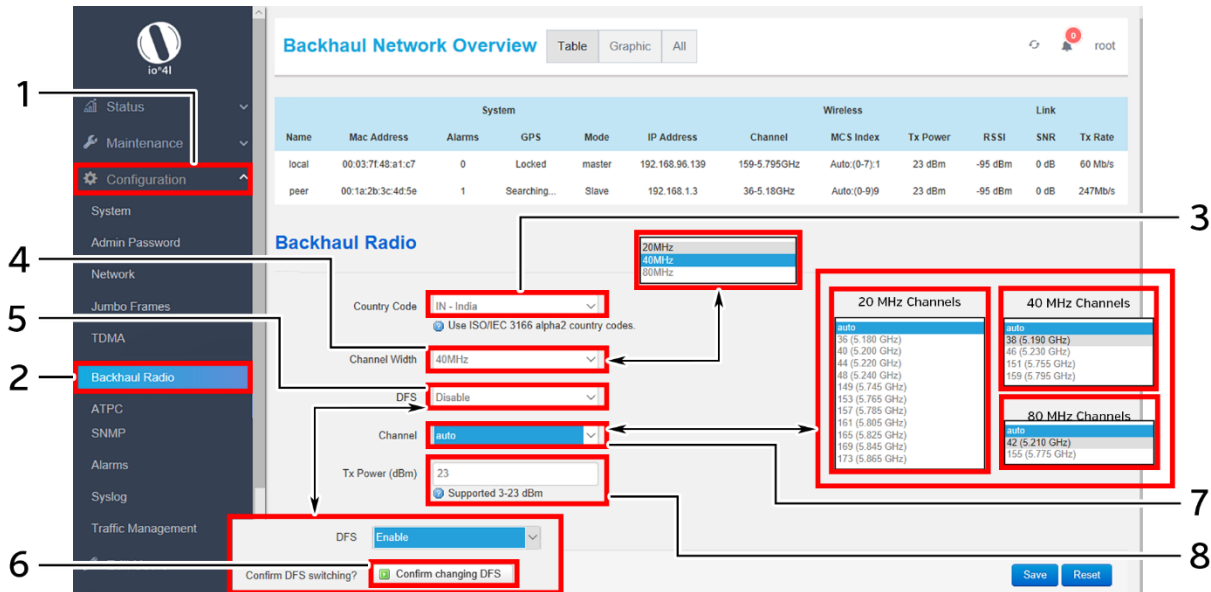 Backhaul Network Overview Table Graphic All 0 root
io*4l
1
Status
Maintenance
Configuration
System
Admin Password
Network
Jumbo Frames
TDMA
Backhaul Radio
ATPC
SNMP
Alarms
Syslog
Traffic Management
2
System Wireless Link
Name Mac Address Alarms GPS Mode IP Address Channel MCS Index Tx Power RSSI SNR Tx Rate
local 00:03:7f:48:a1:c7 0 Locked master 192.168.96.139 159-5.795GHz Auto:(0-7):1 23 dBm -95 dBm 0 dB 60 Mb/s
peer 00:1a:2b:3c:4d:5e 1 Searching... Slave 192.168.1.3 36-5.18GHz Auto:(0-9)9 23 dBm -95 dBm 0 dB 247Mb/s
Backhaul Radio
3
20MHz
40MHz
80MHz
4
5
Country Code IN - India
Use ISO/IEC 3166 alpha2 country codes.
Channel Width 40MHz
DFS Disable
Channel auto
Tx Power (dBm) 23
Supported 3-23 dBm
20 MHz Channels
auto
36 (5.180 GHz)
40 (5.200 GHz)
44 (5.220 GHz)
48 (5.240 GHz)
149 (5.745 GHz)
153 (5.765 GHz)
157 (5.785 GHz)
161 (5.805 GHz)
165 (5.825 GHz)
169 (5.845 GHz)
173 (5.865 GHz)
40 MHz Channels
auto
38 (5.190 GHz)
46 (5.230 GHz)
151 (5.755 GHz)
159 (5.795 GHz)
80 MHz Channels
auto
42 (5.210 GHz)
155 (5.775 GHz)
7
8
DFS Enable
6
Confirm DFS switching? Confirm changing DFS
Save Reset